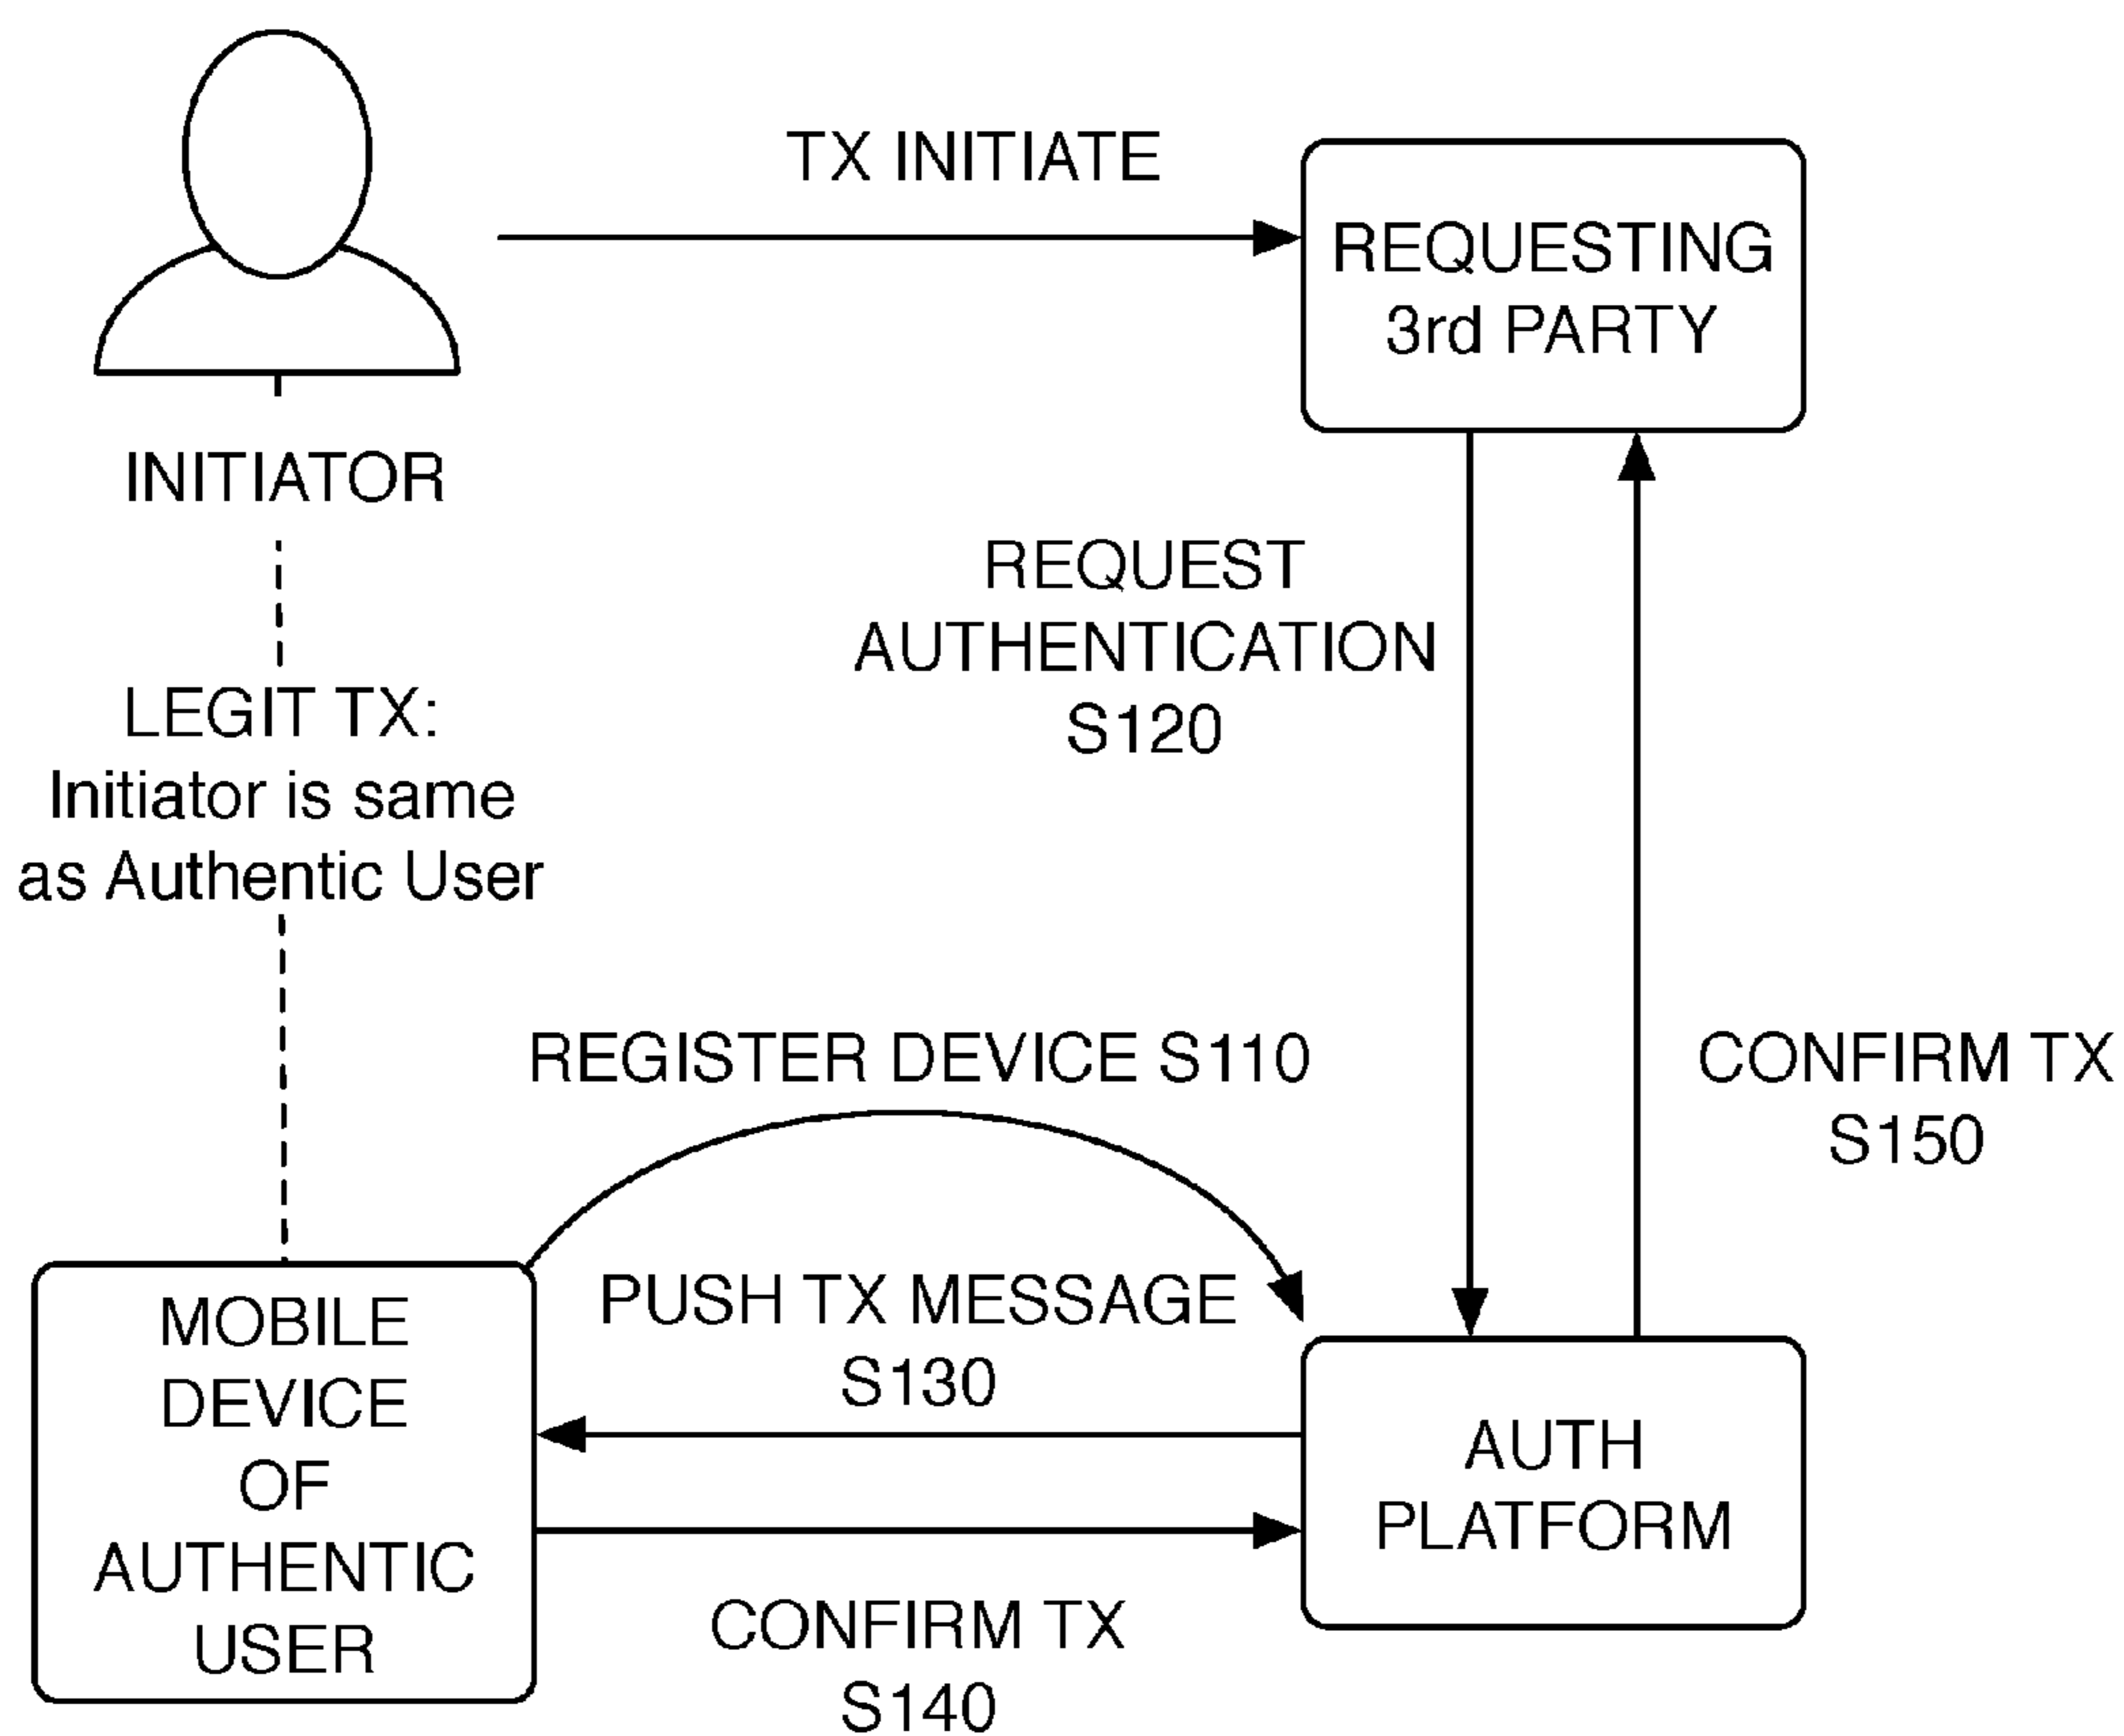 TX INITIATE
REQUESTING
3rd PARTY
INITIATOR
REQUEST
AUTHENTICATION
S120
LEGIT TX:
Initiator is same
as Authentic User
REGISTER DEVICE S110
CONFIRM TX
S150
PUSH TX MESSAGE
S130
MOBILE
DEVICE
OF
AUTHENTIC
USER
AUTH
PLATFORM
CONFIRM TX
S140